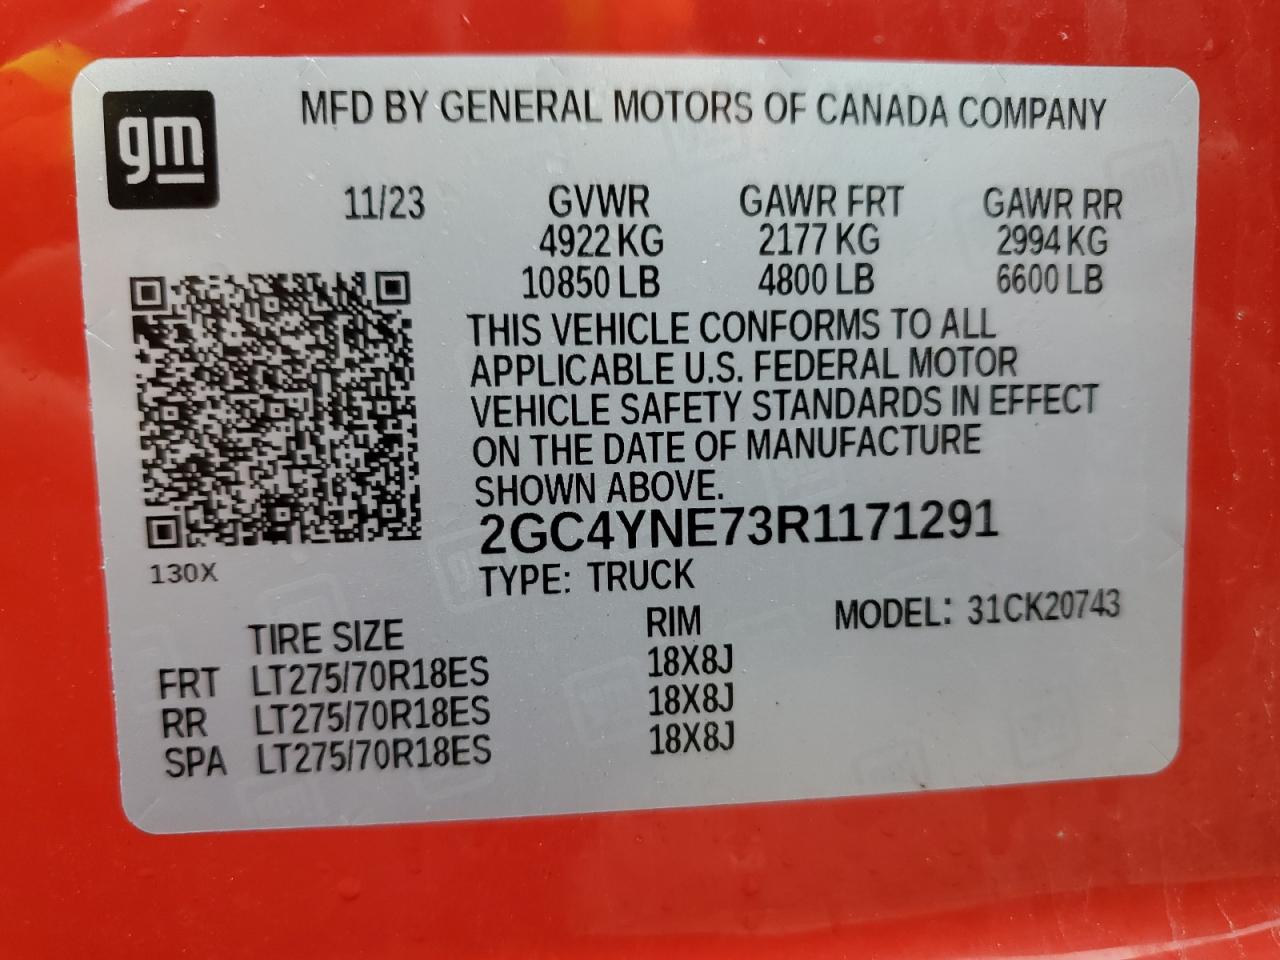 gm
MFD BY GENERAL MOTORS OF CANADA COMPANY
11/23 GVWR GAWR FRT GAWR RR
4922 KG 2177 KG 2994 KG
10850 LB 4800 LB 6600 LB
THIS VEHICLE CONFORMS TO ALL
APPLICABLE U.S. FEDERAL MOTOR
VEHICLE SAFETY STANDARDS IN EFFECT
ON THE DATE OF MANUFACTURE
SHOWN ABOVE.
2GC4YNE73R1171291
130X
TYPE: TRUCK
MODEL: 31CK20743
TIRE SIZE RIM
FRT LT275/70R18ES 18X8J
RR LT275/70R18ES 18X8J
SPA LT275/70R18ES 18X8J